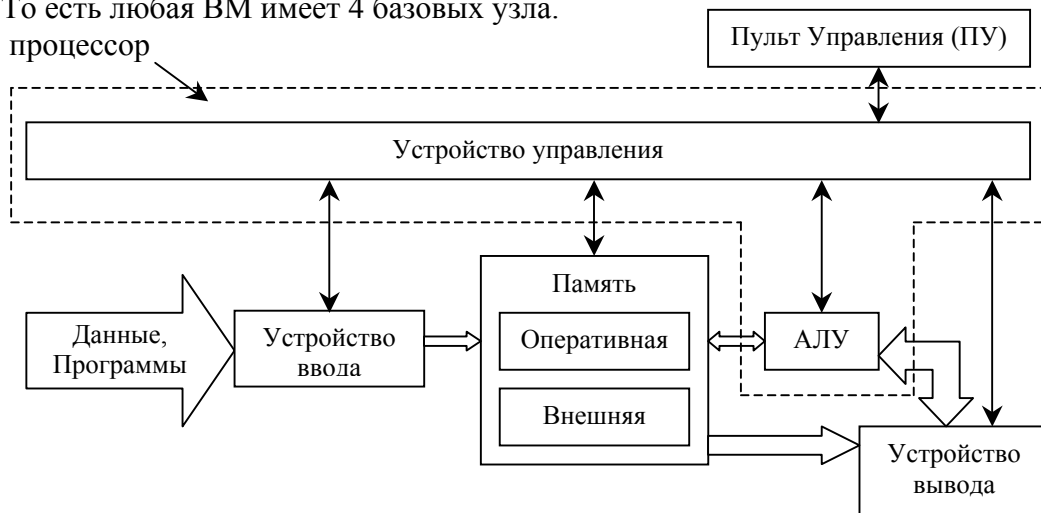 То есть любая ВМ имеет 4 базовых узла.
процессор
Пульт Управления (ПУ)
Устройство управления
Данные,
Программы
Устройство
ввода
Память
Оперативная
Внешняя
АЛУ
Устройство
вывода